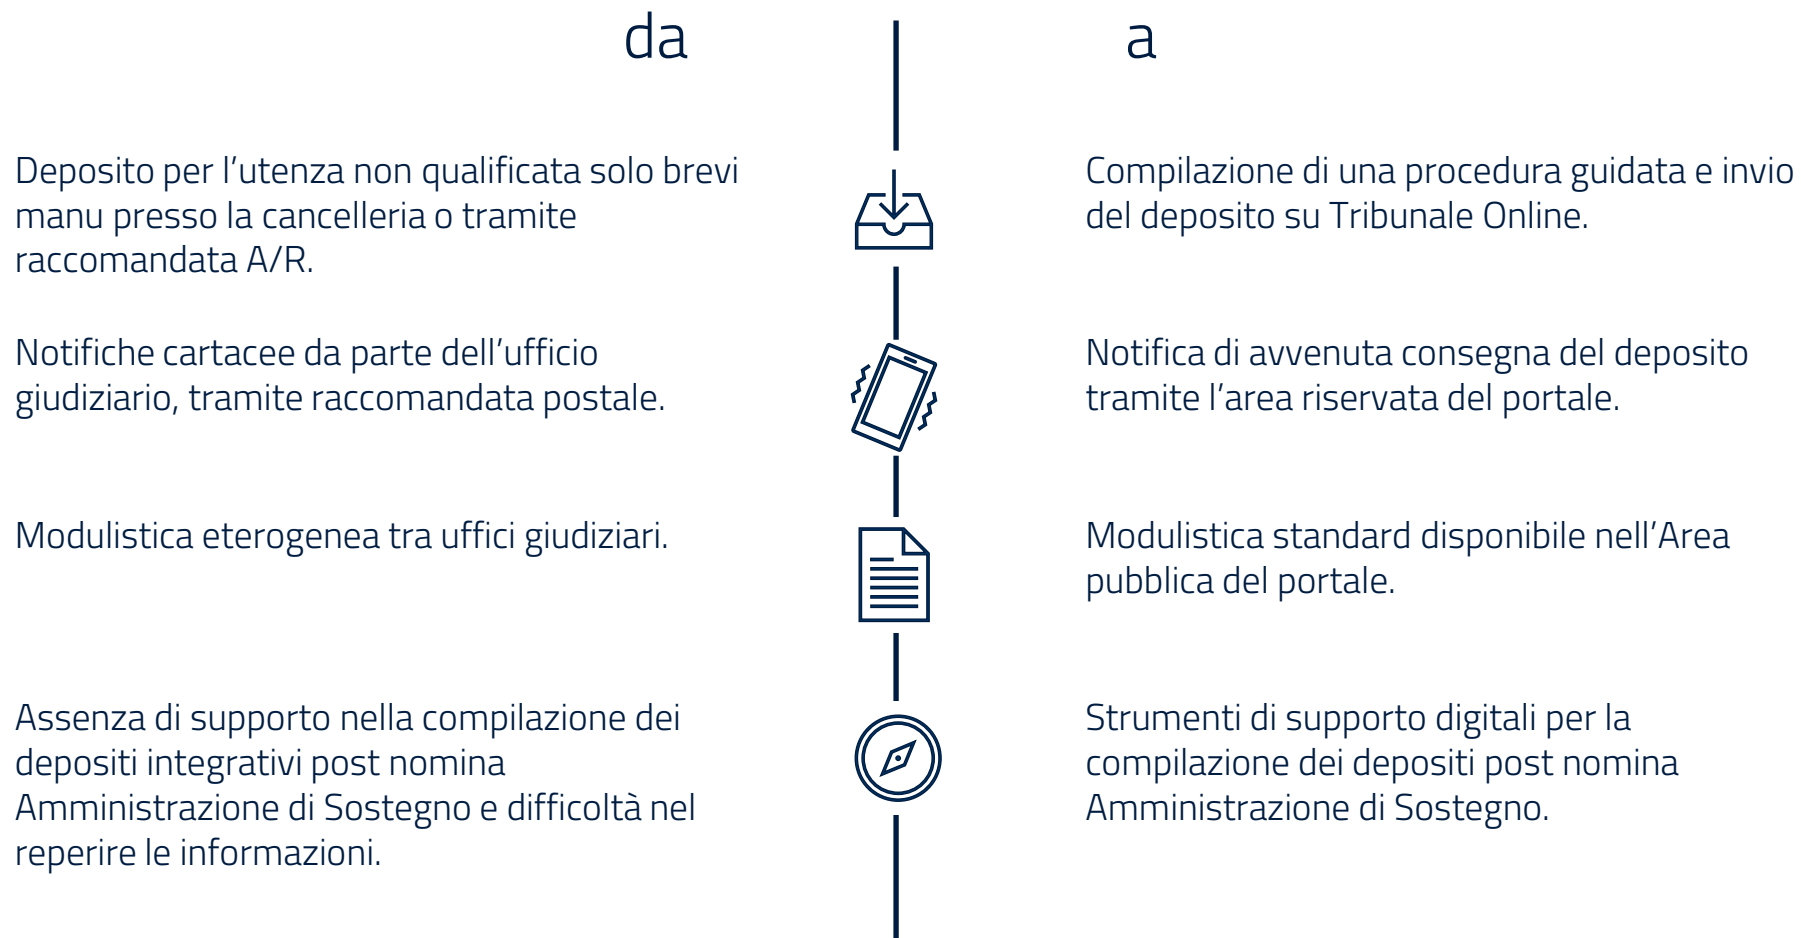 da
a
Deposito per l’utenza non qualificata solo brevi
manu presso la cancelleria o tramite
raccomandata A/R.
Compilazione di una procedura guidata e invio
del deposito su Tribunale Online.
Notifiche cartacee da parte dell’ufficio
giudiziario, tramite raccomandata postale.
Notifica di avvenuta consegna del deposito
tramite l’area riservata del portale.
Modulistica eterogenea tra uffici giudiziari.
Modulistica standard disponibile nell’Area
pubblica del portale.
Assenza di supporto nella compilazione dei
depositi integrativi post nomina
Amministrazione di Sostegno e difficoltà nel
reperire le informazioni.
Strumenti di supporto digitali per la
compilazione dei depositi post nomina
Amministrazione di Sostegno.